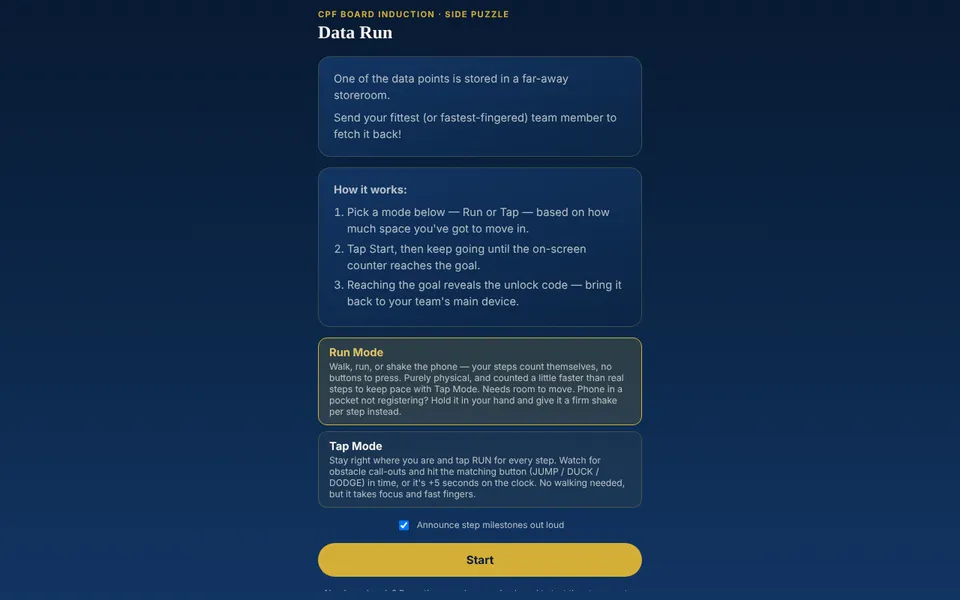 CPF BOARD INDUCTION · SIDE PUZZLE
Data Run
One of the data points is stored in a far-away
storeroom.
Send your fittest (or fastest-fingered) team member to
fetch it back!
How it works:
1. Pick a mode below — Run or Tap — based on how
much space you've got to move in.
2. Tap Start, then keep going until the on-screen
counter reaches the goal.
3. Reaching the goal reveals the unlock code — bring it
back to your team's main device.
Run Mode
Walk, run, or shake the phone — your steps count themselves, no
buttons to press. Purely physical, and counted a little faster than real
steps to keep pace with Tap Mode. Needs room to move. Phone in a
pocket not registering? Hold it in your hand and give it a firm shake
per step instead.
Tap Mode
Stay right where you are and tap RUN for every step. Watch for
obstacle call-outs and hit the matching button (JUMP / DUCK /
DODGE) in time, or it's +5 seconds on the clock. No walking needed,
but it takes focus and fast fingers.
Announce step milestones out loud
Start